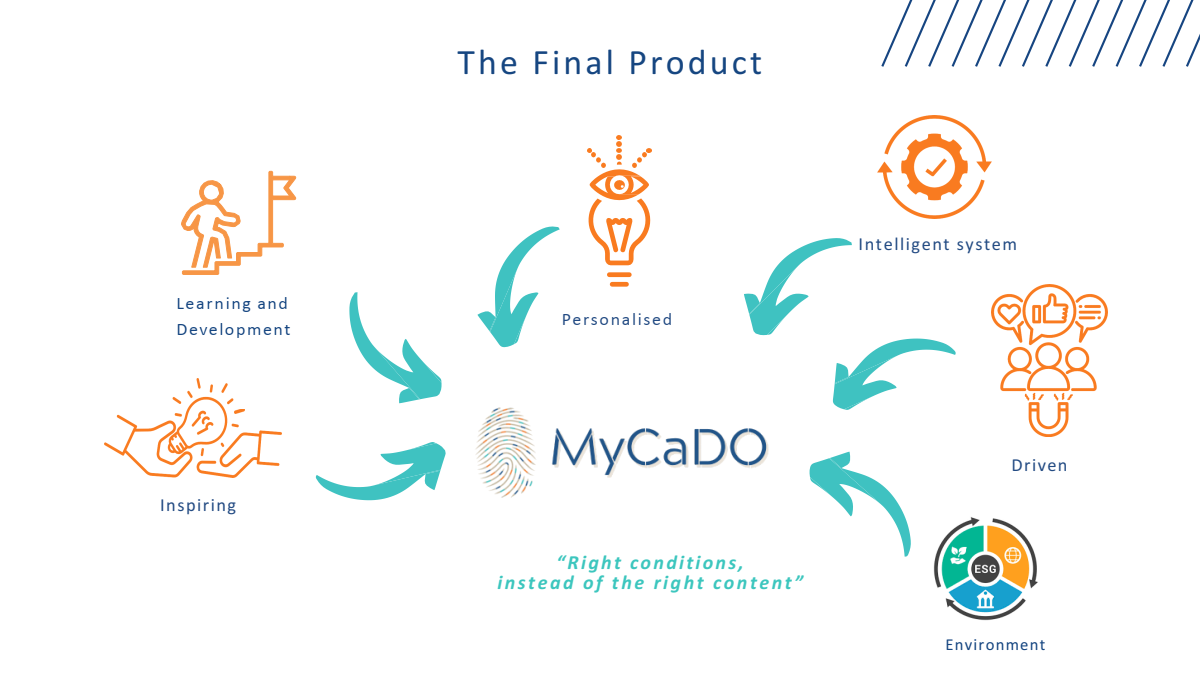 The Final Product
Intelligent system
Learning and
Development
Personalised
Driven
Inspiring
MyCaDO
“Right conditions,
instead of the right content”
ESG
Environment